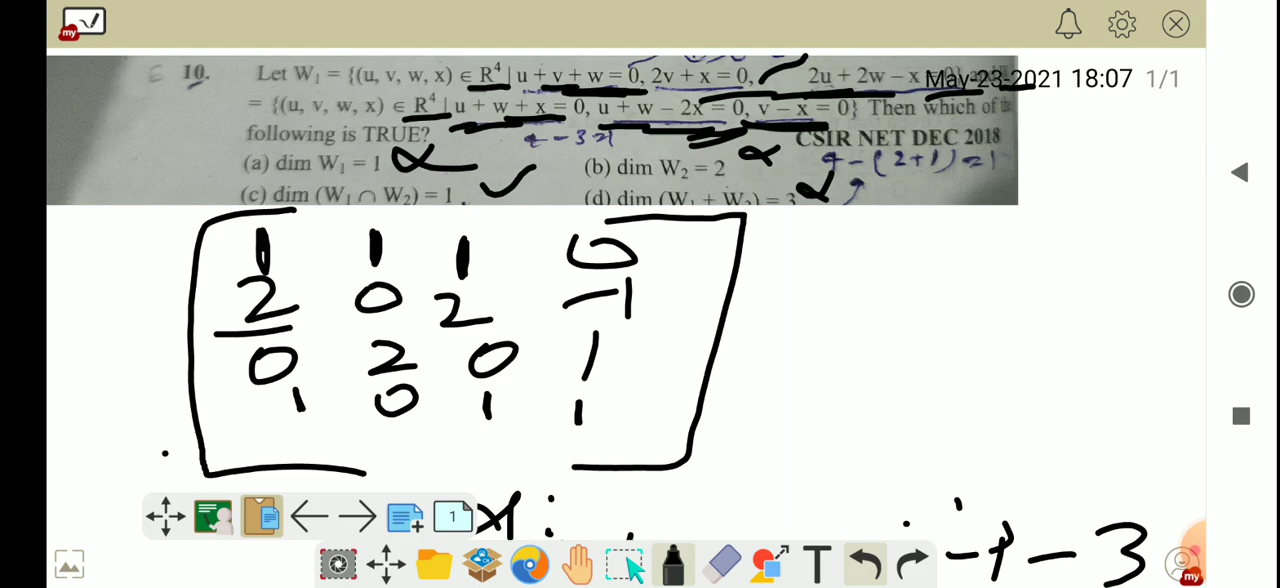 10. Let W₁ = {(u, v, w, x) ∈ R⁴ | u + v + w = 0, 2v + x = 0, 2u + 2w – x = 0}
May-23-2021 18:07 1/1
= {(u, v, w, x) ∈ R⁴ | u + w + x = 0, u + w – 2x = 0, v – x = 0} Then which of the
following is TRUE?
CSIR NET DEC 2018
4 - (2+1) = 1
(a) dim W₁ = 1
(b) dim W₂ = 2
(c) dim (W₁ ∩ W₂) = 1
(d) dim (W₁ + W₂) = 3
1 1 1 0
2 0 2 -1
0 2 0 1
1 0 1 1
1
- 3
T
my
my